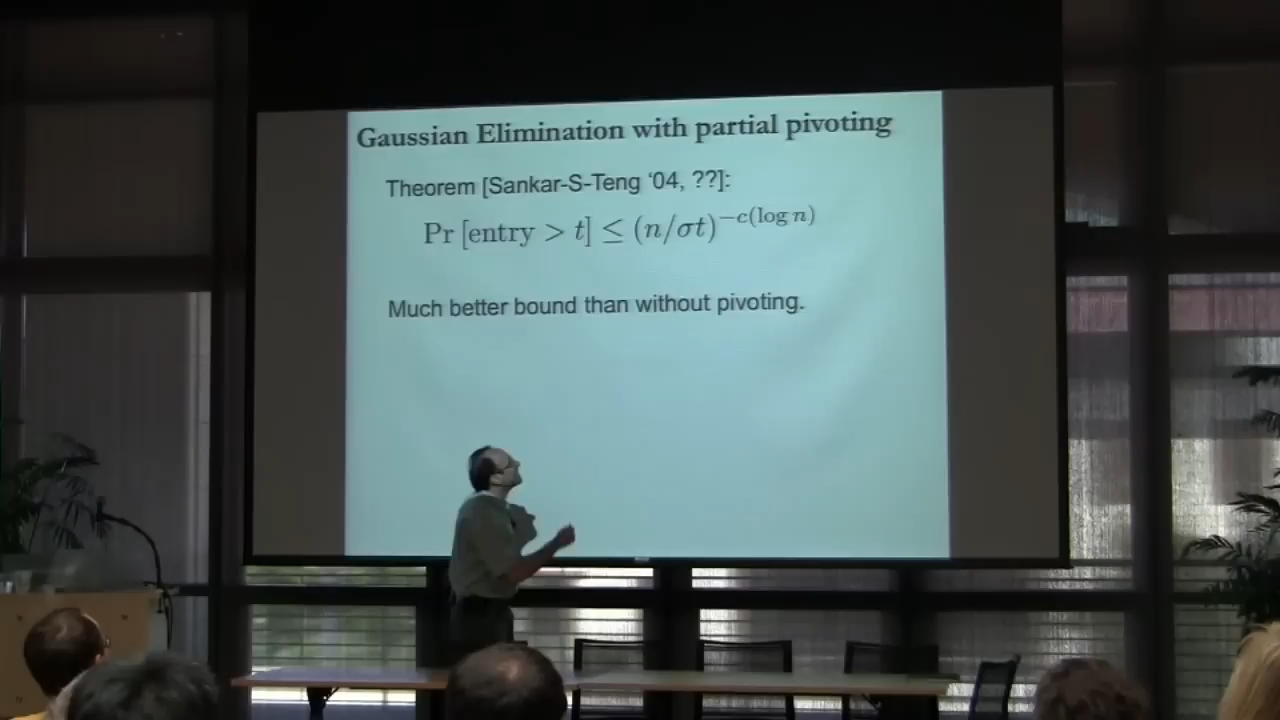 Gaussian Elimination with partial pivoting
Theorem [Sankar-S-Teng ‘04, ??]:
Pr [entry > t] ≤ (n/σt)^{−c(log n)}
Much better bound than without pivoting.